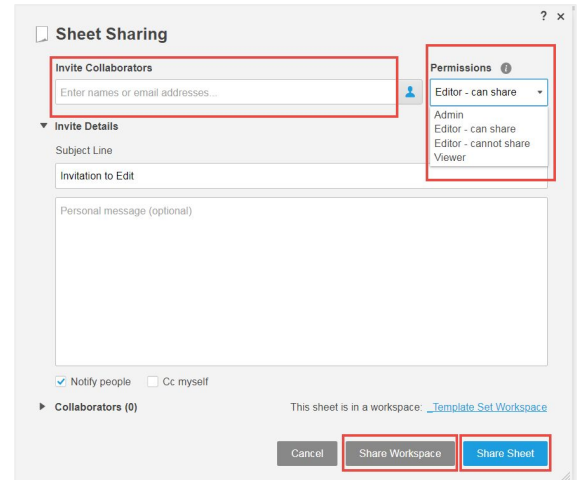 ? ×
Sheet Sharing
Invite Collaborators
Permissions i
Enter names or email addresses...
Editor - can share
Admin
Editor - can share
Editor - cannot share
Viewer
Invite Details
Subject Line
Invitation to Edit
Personal message (optional)
Notify people Cc myself
Collaborators (0) This sheet is in a workspace: _Template Set Workspace
Cancel Share Workspace Share Sheet